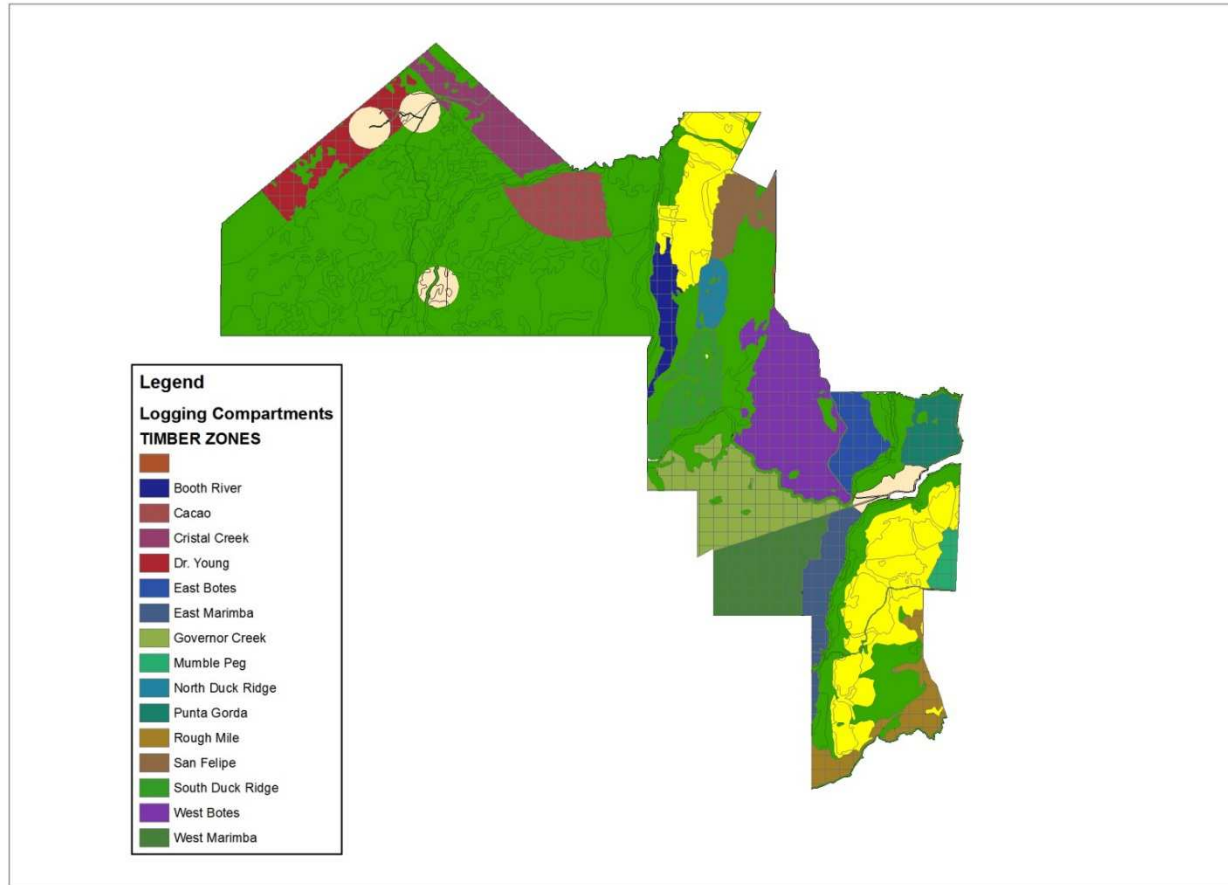 Legend
Logging Compartments
TIMBER ZONES
Booth River
Cacao
Cristal Creek
Dr. Young
East Botes
East Marimba
Governor Creek
Mumble Peg
North Duck Ridge
Punta Gorda
Rough Mile
San Felipe
South Duck Ridge
West Botes
West Marimba